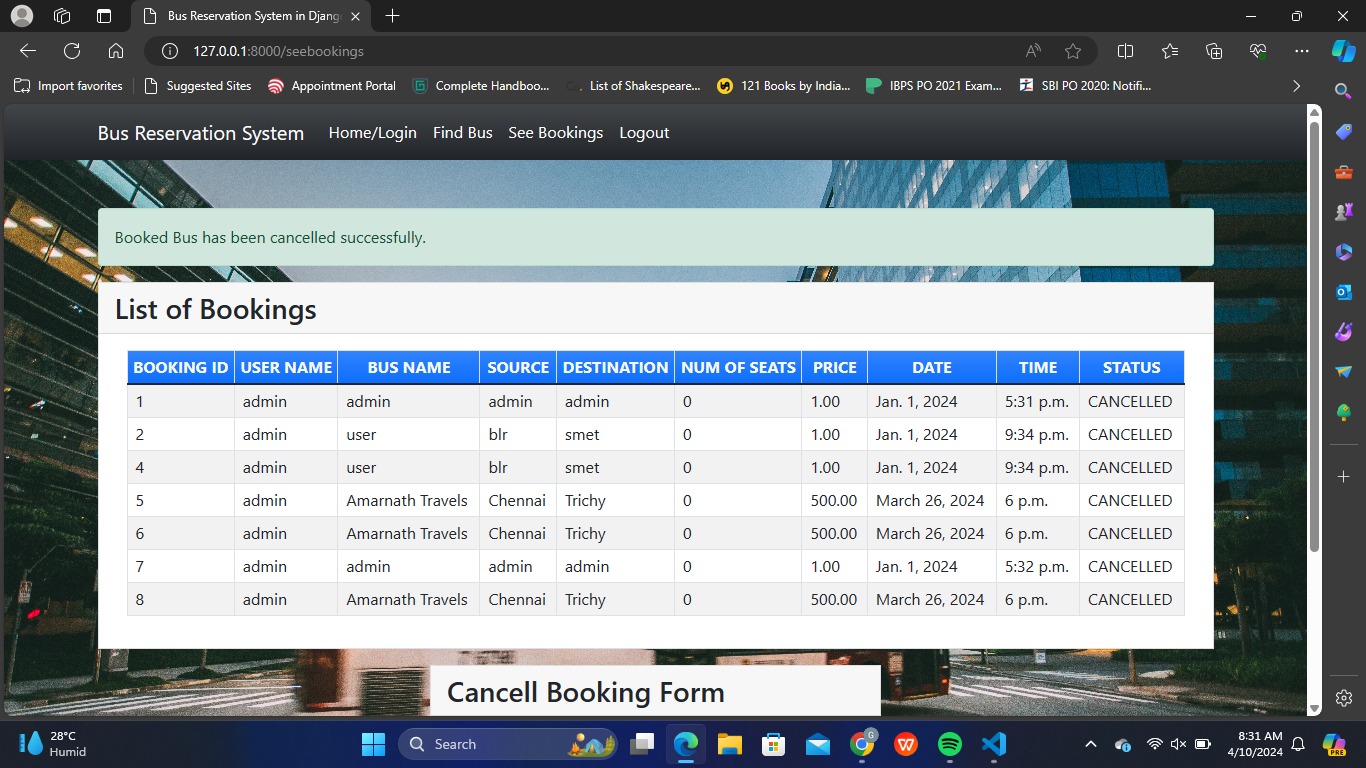 Bus Reservation System in Djang
127.0.0.1:8000/seebookings
Import favorites Suggested Sites Appointment Portal Complete Handboo... List of Shakespeare... 121 Books by India... IBPS PO 2021 Exam... SBI PO 2020: Notifi...
Bus Reservation System Home/Login Find Bus See Bookings Logout
Booked Bus has been cancelled successfully.
List of Bookings
BOOKING ID USER NAME BUS NAME SOURCE DESTINATION NUM OF SEATS PRICE DATE TIME STATUS
1 admin admin admin admin 0 1.00 Jan. 1, 2024 5:31 p.m. CANCELLED
2 admin user blr smet 0 1.00 Jan. 1, 2024 9:34 p.m. CANCELLED
4 admin user blr smet 0 1.00 Jan. 1, 2024 9:34 p.m. CANCELLED
5 admin Amarnath Travels Chennai Trichy 0 500.00 March 26, 2024 6 p.m. CANCELLED
6 admin Amarnath Travels Chennai Trichy 0 500.00 March 26, 2024 6 p.m. CANCELLED
7 admin admin admin admin 0 1.00 Jan. 1, 2024 5:32 p.m. CANCELLED
8 admin Amarnath Travels Chennai Trichy 0 500.00 March 26, 2024 6 p.m. CANCELLED
Cancell Booking Form
28°C
Humid
Search
G
W
PRE
8:31 AM
4/10/2024